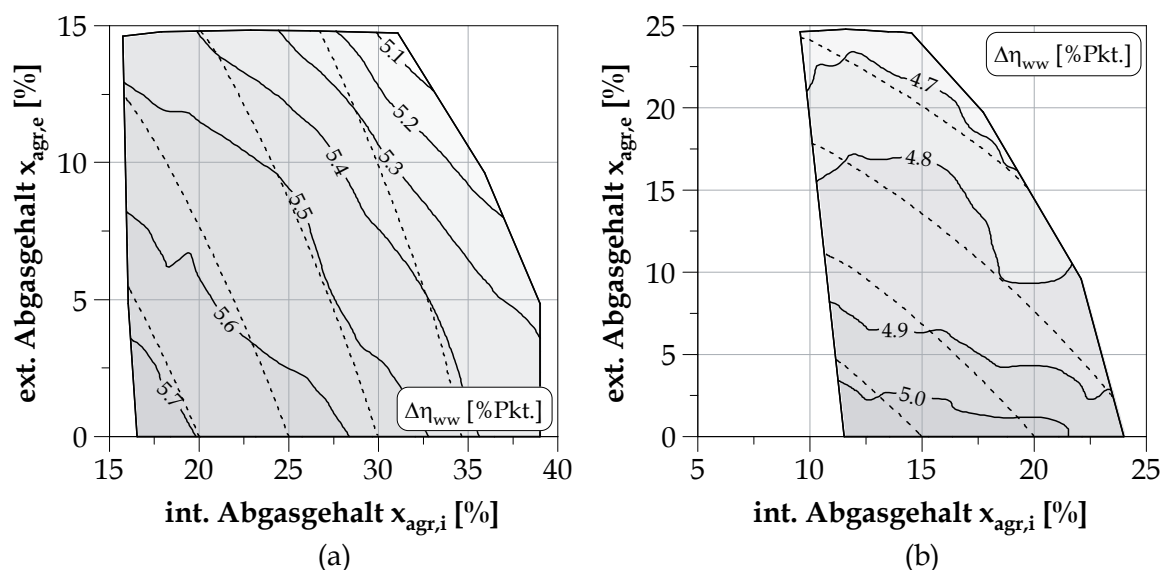 15
10
5
0
ext. Abgasgehalt x_agr,e [%]
5.1
5.2
5.3
5.4
5.5
5.6
5.7
Δη_ww [%Pkt.]
15 20 25 30 35 40
int. Abgasgehalt x_agr,i [%]
(a)
25
20
15
10
5
0
ext. Abgasgehalt x_agr,e [%]
Δη_ww [%Pkt.]
4.7
4.8
4.9
5.0
5 10 15 20 25
int. Abgasgehalt x_agr,i [%]
(b)